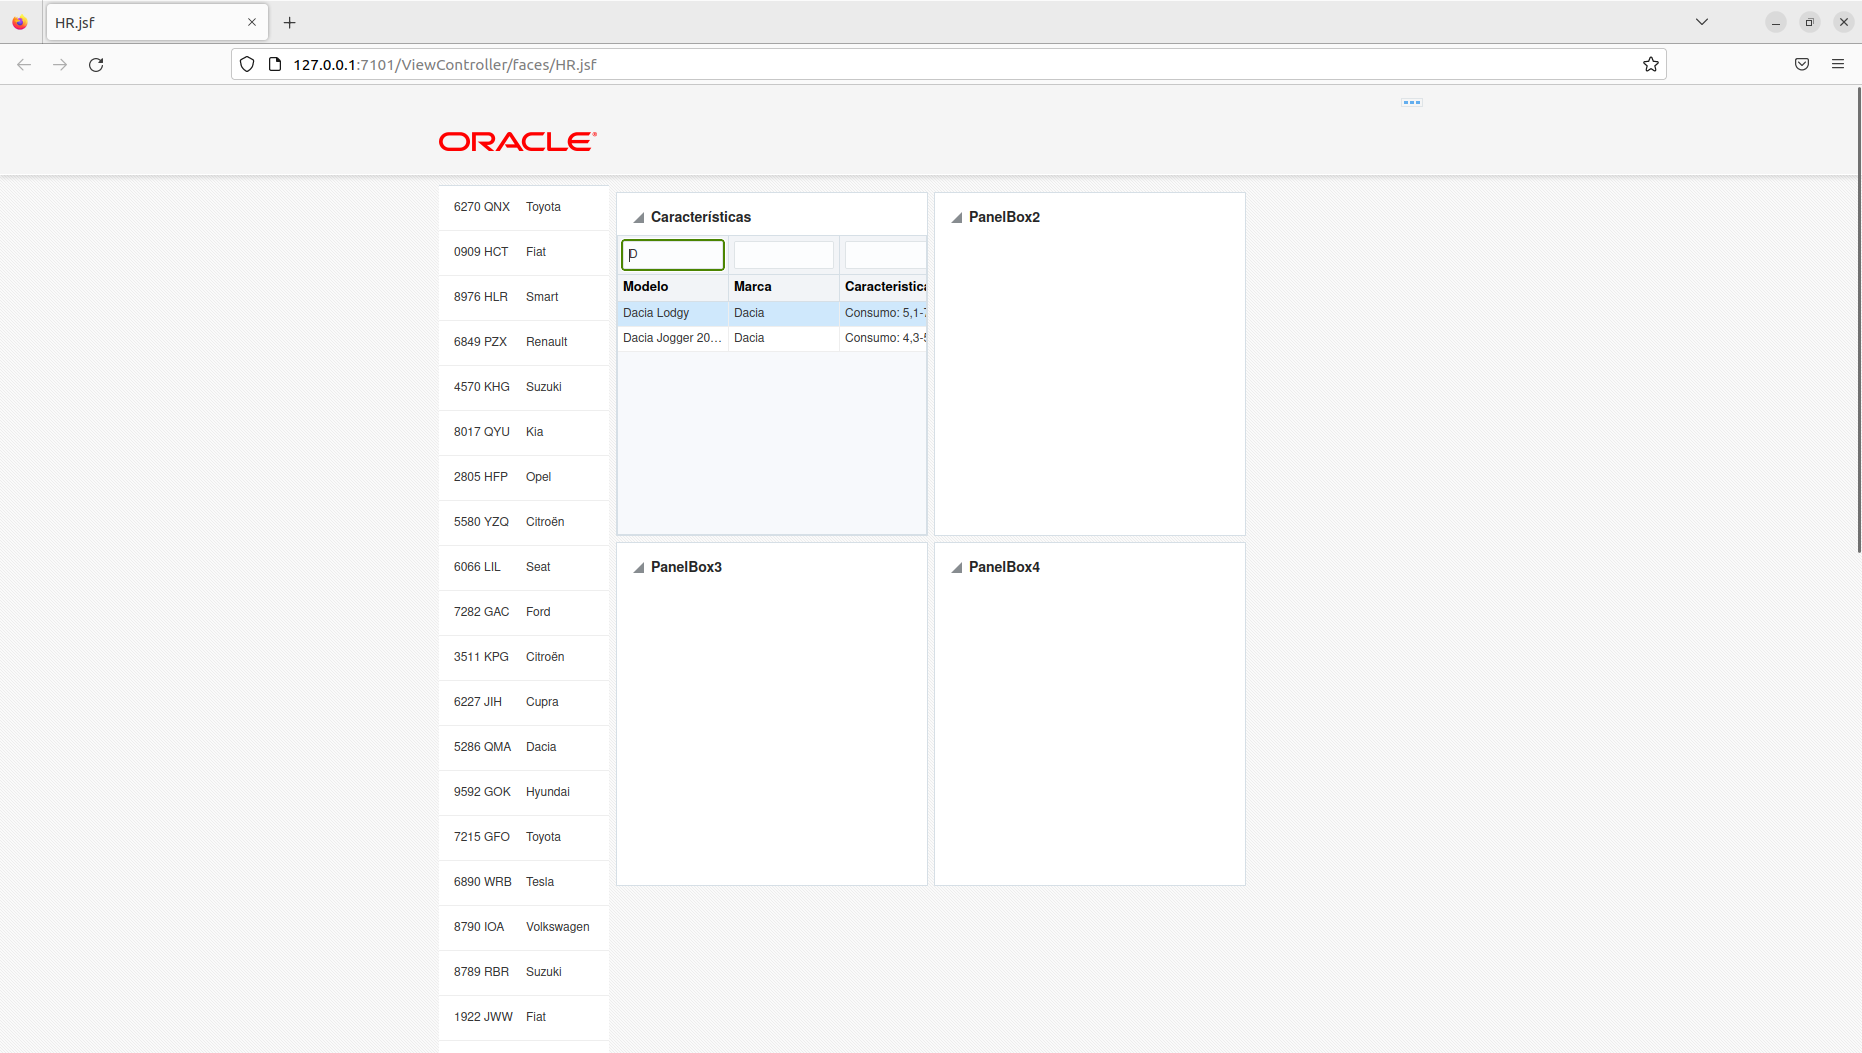 HR.jsf
127.0.0.1:7101/ViewController/faces/HR.jsf
ORACLE
6270 QNX Toyota
0909 HCT Fiat
8976 HLR Smart
6849 PZX Renault
4570 KHG Suzuki
8017 QYU Kia
2805 HFP Opel
5580 YZQ Citroën
6066 LIL Seat
7282 GAC Ford
3511 KPG Citroën
6227 JIH Cupra
5286 QMA Dacia
9592 GOK Hyundai
7215 GFO Toyota
6890 WRB Tesla
8790 IOA Volkswagen
8789 RBR Suzuki
1922 JWW Fiat
Características
D
Modelo Marca Caracteristica
Dacia Lodgy Dacia Consumo: 5,1-7
Dacia Jogger 20... Dacia Consumo: 4,3-5
PanelBox2
PanelBox3
PanelBox4